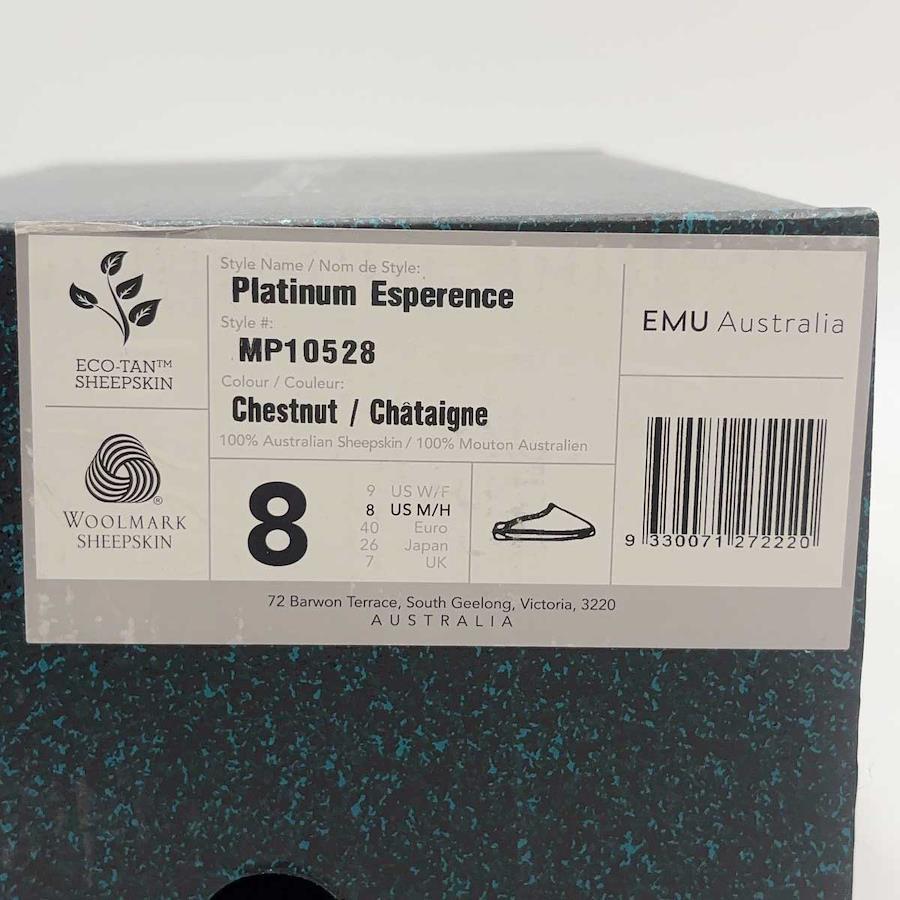 ECO-TAN™
SHEEPSKIN
WOOLMARK
SHEEPSKIN
®
Style Name / Nom de Style:
Platinum Esperence
Style #:
MP10528
Colour / Couleur:
Chestnut / Châtaigne
100% Australian Sheepskin / 100% Mouton Australien
8
9 US W/F
8 US M/H
40 Euro
26 Japan
7 UK
EMU Australia
9 330071 272220
72 Barwon Terrace, South Geelong, Victoria, 3220
AUSTRALIA